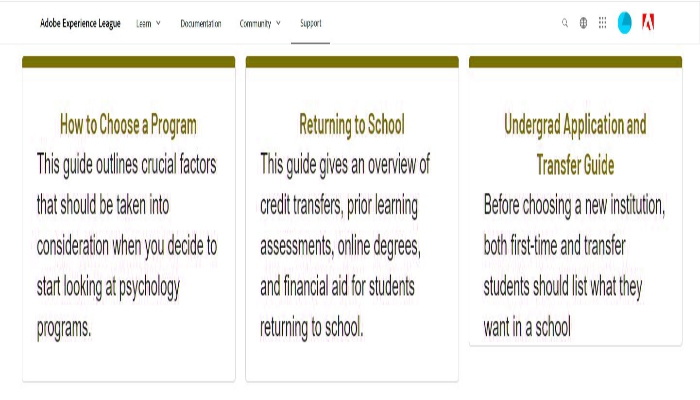 Adobe Experience League Learn Documentation Community Support
How to Choose a Program
This guide outlines crucial factors
that should be taken into
consideration when you decide to
start looking at psychology
programs.
Returning to School
This guide gives an overview of
credit transfers, prior learning
assessments, online degrees,
and financial aid for students
returning to school.
Undergrad Application and
Transfer Guide
Before choosing a new institution,
both first-time and transfer
students should list what they
want in a school